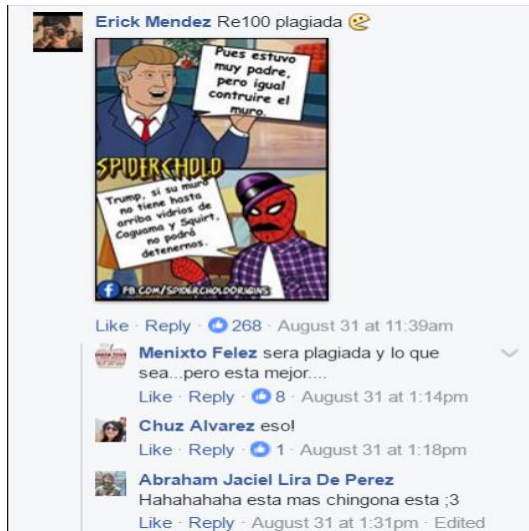 Erick Mendez Re100 plagiada
Pues estuvo
muy padre,
pero igual
contruire el
muro.
SPIDERCHOLO
Trump, si su muro
no tiene hasta
arriba vidrios de
Caguama y Squirt,
no podrá
detenernos.
FB.COM/SPIDERCHOLOORIGINS
Like · Reply · 268 · August 31 at 11:39am
Menixto Felez sera plagiada y lo que
sea...pero esta mejor....
Like · Reply · 8 · August 31 at 1:14pm
Chuz Alvarez eso!
Like · Reply · 1 · August 31 at 1:18pm
Abraham Jaciel Lira De Perez
Hahahahaha esta mas chingona esta ;3
Like · Reply · August 31 at 1:31pm · Edited